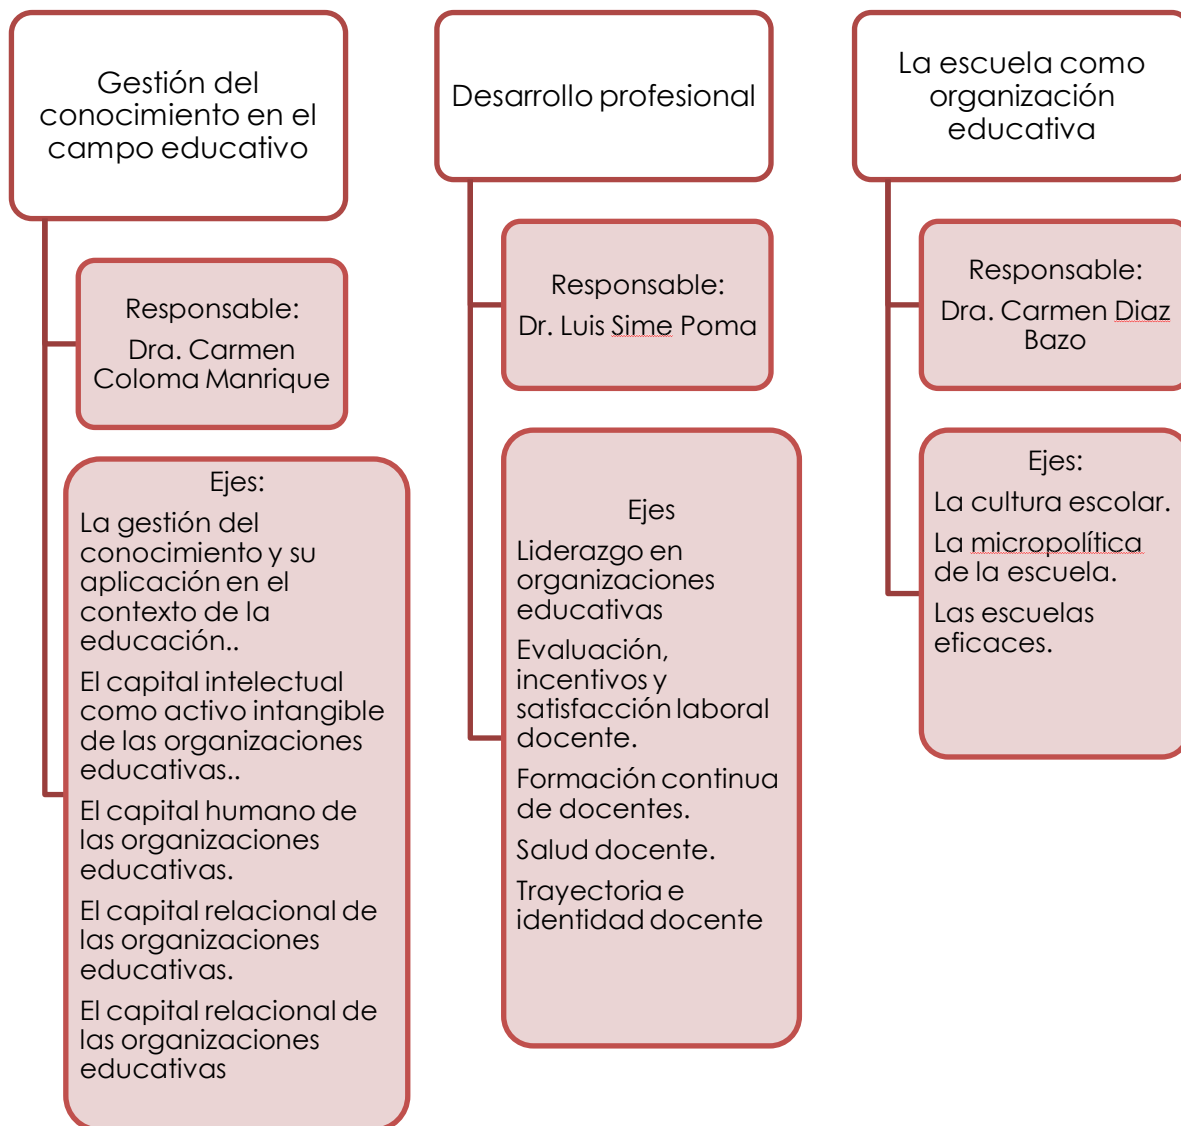 Gestión del
conocimiento en el
campo educativo
Responsable:
Dra. Carmen
Coloma Manrique
Ejes:
La gestión del
conocimiento y su
aplicación en el
contexto de la
educación..
El capital intelectual
como activo intangible
de las organizaciones
educativas..
El capital humano de
las organizaciones
educativas.
El capital relacional de
las organizaciones
educativas.
El capital relacional de
las organizaciones
educativas
Desarrollo profesional
Responsable:
Dr. Luis Sime Poma
Ejes
Liderazgo en
organizaciones
educativas
Evaluación,
incentivos y
satisfacción laboral
docente.
Formación continua
de docentes.
Salud docente.
Trayectoria e
identidad docente
La escuela como
organización
educativa
Responsable:
Dra. Carmen Diaz
Bazo
Ejes:
La cultura escolar.
La micropolítica
de la escuela.
Las escuelas
eficaces.